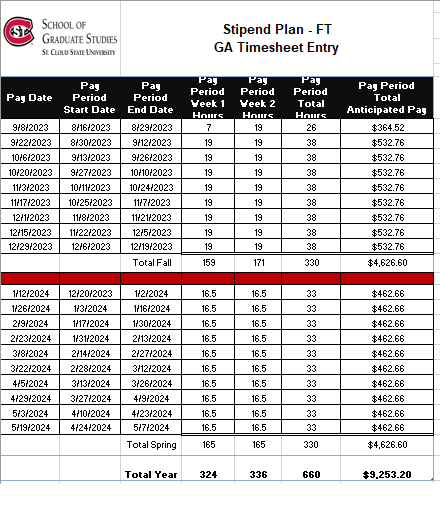 SCHOOL OF
GRADUATE STUDIES
ST. CLOUD STATE UNIVERSITY
Stipend Plan - FT
GA Timesheet Entry
Pay Date Pay Period Start Date Pay Period End Date Pay Period Week 1 Hours Pay Period Week 2 Hours Pay Period Total Hours Pay Period Total Anticipated Pay
9/8/2023 8/16/2023 8/29/2023 7 19 26 $364.52
9/22/2023 8/30/2023 9/12/2023 19 19 38 $532.76
10/6/2023 9/13/2023 9/26/2023 19 19 38 $532.76
10/20/2023 9/27/2023 10/10/2023 19 19 38 $532.76
11/3/2023 10/11/2023 10/24/2023 19 19 38 $532.76
11/17/2023 10/25/2023 11/7/2023 19 19 38 $532.76
12/1/2023 11/8/2023 11/21/2023 19 19 38 $532.76
12/15/2023 11/22/2023 12/5/2023 19 19 38 $532.76
12/29/2023 12/6/2023 12/19/2023 19 19 38 $532.76
Total Fall 159 171 330 $4,626.60
1/12/2024 12/20/2023 1/2/2024 16.5 16.5 33 $462.66
1/26/2024 1/3/2024 1/16/2024 16.5 16.5 33 $462.66
2/9/2024 1/17/2024 1/30/2024 16.5 16.5 33 $462.66
2/23/2024 1/31/2024 2/13/2024 16.5 16.5 33 $462.66
3/8/2024 2/14/2024 2/27/2024 16.5 16.5 33 $462.66
3/22/2024 2/28/2024 3/12/2024 16.5 16.5 33 $462.66
4/5/2024 3/13/2024 3/26/2024 16.5 16.5 33 $462.66
4/29/2024 3/27/2024 4/9/2024 16.5 16.5 33 $462.66
5/3/2024 4/10/2024 4/23/2024 16.5 16.5 33 $462.66
5/19/2024 4/24/2024 5/7/2024 16.5 16.5 33 $462.66
Total Spring 165 165 330 $4,626.60
Total Year 324 336 660 $9,253.20